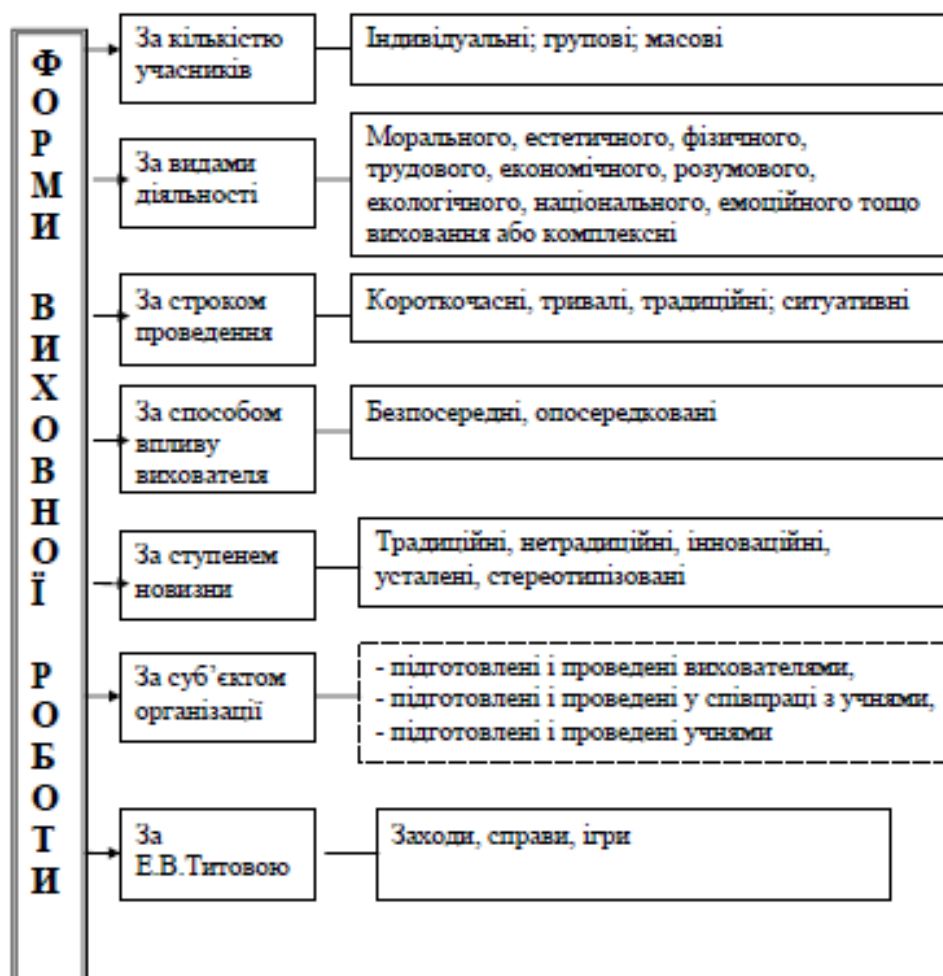 ФОРМИ ВИХОВНОЇ РОБОТИ
За кількістю
учасників
Індивідуальні; групові; масові
За видами
діяльності
Морального, естетичного, фізичного,
трудового, економічного, розумового,
екологічного, національного, емоційного тощо
виховання або комплексні
За строком
проведення
Короткочасні, тривалі, традиційні; ситуативні
За способом
впливу
вихователя
Безпосередні, опосередковані
За ступенем
новизни
Традиційні, нетрадиційні, інноваційні,
усталені, стереотипізовані
За суб’єктом
організації
- підготовлені і проведені вихователями,
- підготовлені і проведені у співпраці з учнями,
- підготовлені і проведені учнями
За
Е.В.Титовою
Заходи, справи, ігри